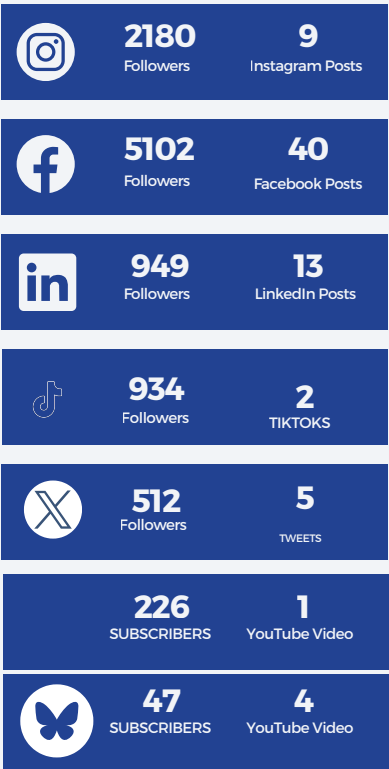 2180 9
Followers Instagram Posts
5102 40
Followers Facebook Posts
in 949 13
Followers LinkedIn Posts
934 2
Followers TIKTOKS
512 5
Followers TWEETS
226 1
SUBSCRIBERS YouTube Video
47 4
SUBSCRIBERS YouTube Video